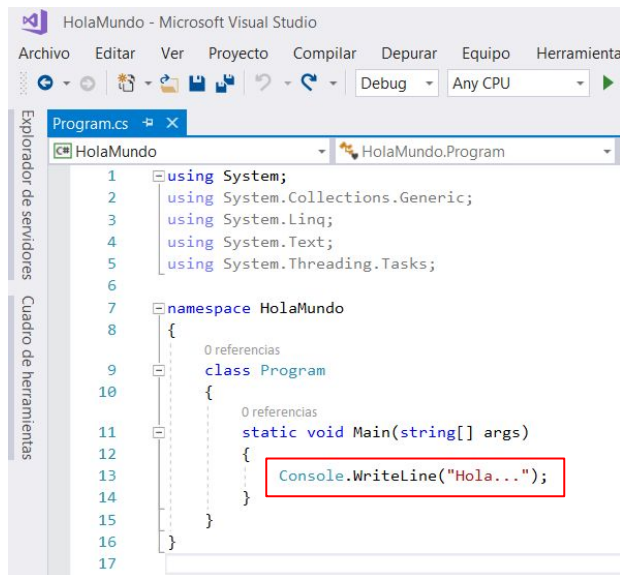 HolaMundo - Microsoft Visual Studio
Archivo Editar Ver Proyecto Compilar Depurar Equipo Herramienta
Debug Any CPU
Explorador de servidores
Cuadro de herramientas
Program.cs
C# HolaMundo HolaMundo.Program
1 using System;
2 using System.Collections.Generic;
3 using System.Linq;
4 using System.Text;
5 using System.Threading.Tasks;
6
7 namespace HolaMundo
8 {
0 referencias
9 class Program
10 {
0 referencias
11 static void Main(string[] args)
12 {
13 Console.WriteLine("Hola...");
14 }
15 }
16 }
17